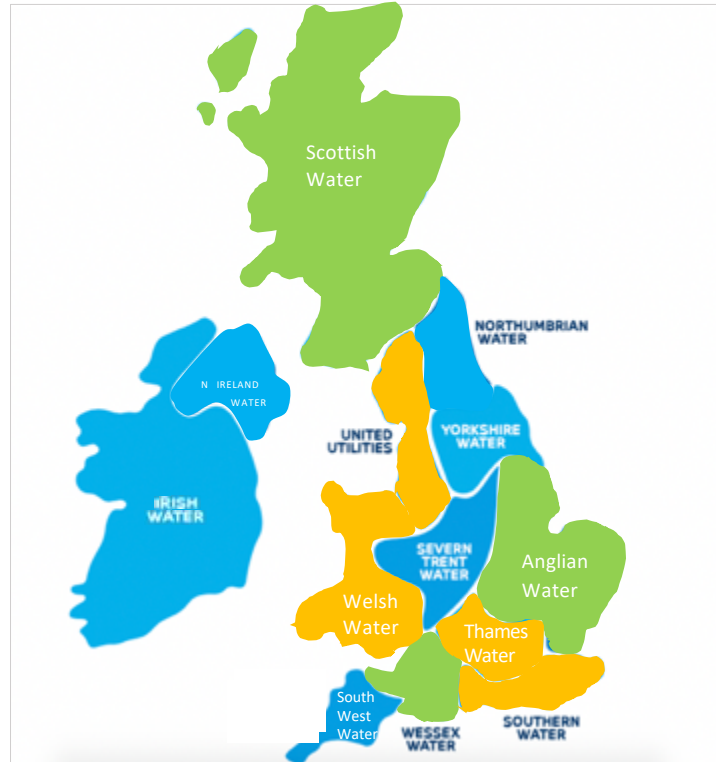 Scottish
Water
NORTHUMBRIAN
WATER
N IRELAND
WATER
YORKSHIRE
WATER
UNITED
UTILITIES
IRISH
WATER
SEVERN
TRENT
WATER
Anglian
Water
Welsh
Water
Thames
Water
South
West
Water
WESSEX
WATER
SOUTHERN
WATER